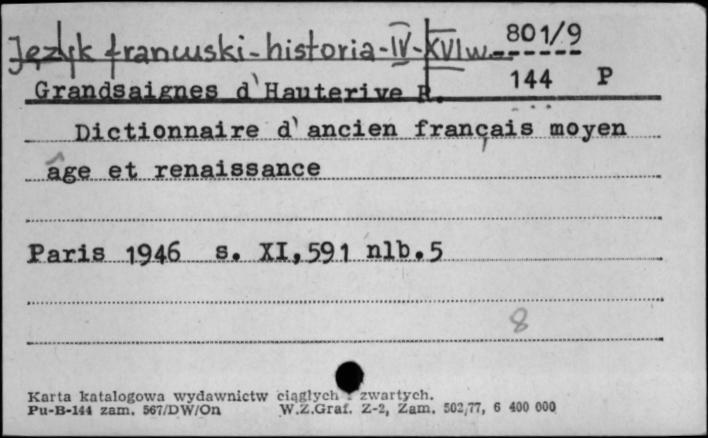 Język francuski - historia - IV - XVI w. 801/9
144 P
Grandsaignes d'Hauterive R.
Dictionnaire d'ancien français moyen
âge et renaissance
Paris 1946 s. XI,591 nlb.5
8
Karta katalogowa wydawnictw ciągłych i zwartych.
Pu-B-144 zam. 567/DW/On W.Z.Graf. Z-2, Zam. 502/77, 6 400 000